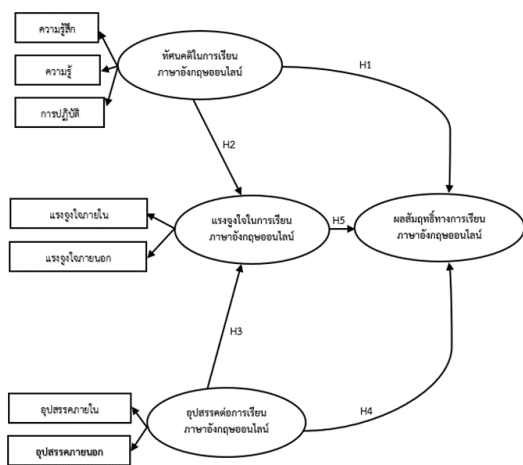 ความรู้สึก
ความรู้
การปฏิบัติ
ทัศนคติในการเรียน
ภาษาอังกฤษออนไลน์
H1
H2
แรงจูงใจภายใน
แรงจูงใจภายนอก
แรงจูงใจในการเรียน
ภาษาอังกฤษออนไลน์
H5
ผลสัมฤทธิ์ทางการเรียน
ภาษาอังกฤษออนไลน์
H3
อุปสรรคภายใน
อุปสรรคภายนอก
อุปสรรคต่อการเรียน
ภาษาอังกฤษออนไลน์
H4